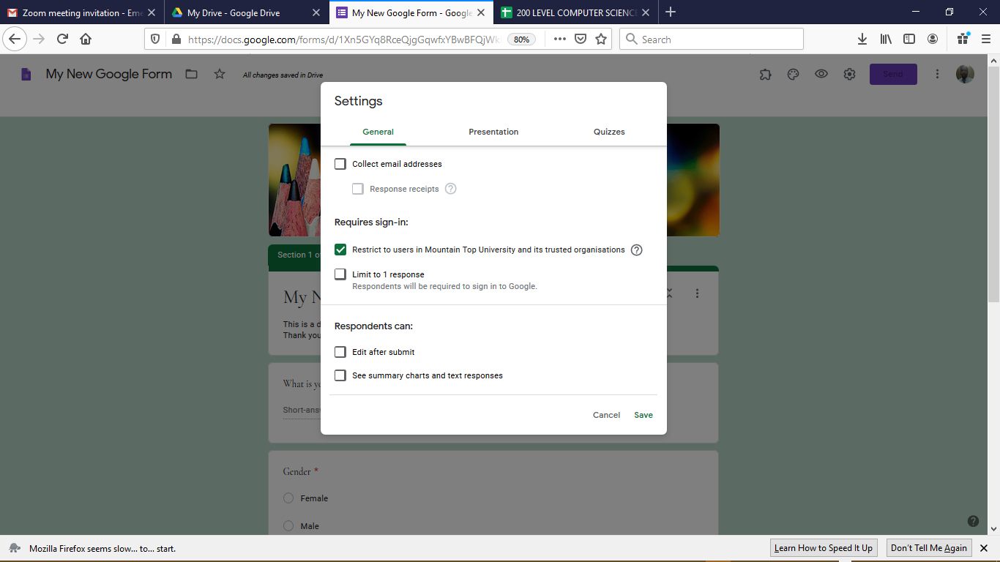 Zoom meeting invitation - Eme
My Drive - Google Drive
My New Google Form - Google
200 LEVEL COMPUTER SCIENCE
https://docs.google.com/forms/d/1Xn5GYq8RceQjgGqwfxYBwBFQjWk
80%
Search
My New Google Form
All changes saved in Drive
Send
Settings
General
Presentation
Quizzes
Collect email addresses
Response receipts
Requires sign-in:
Restrict to users in Mountain Top University and its trusted organisations
Limit to 1 response
Respondents will be required to sign in to Google.
Respondents can:
Edit after submit
See summary charts and text responses
Cancel
Save
Section 1 o
My N
This is a d
Thank you
What is yo
Short-ans
Gender *
Female
Male
Mozilla Firefox seems slow... to... start.
Learn How to Speed It Up
Don't Tell Me Again